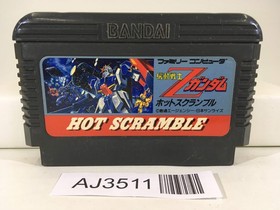 BANDAI
ファミリーコンピュータ
機動戦士
Zガンダム
ホットスクランブル
HOT SCRAMBLE
AJ3511